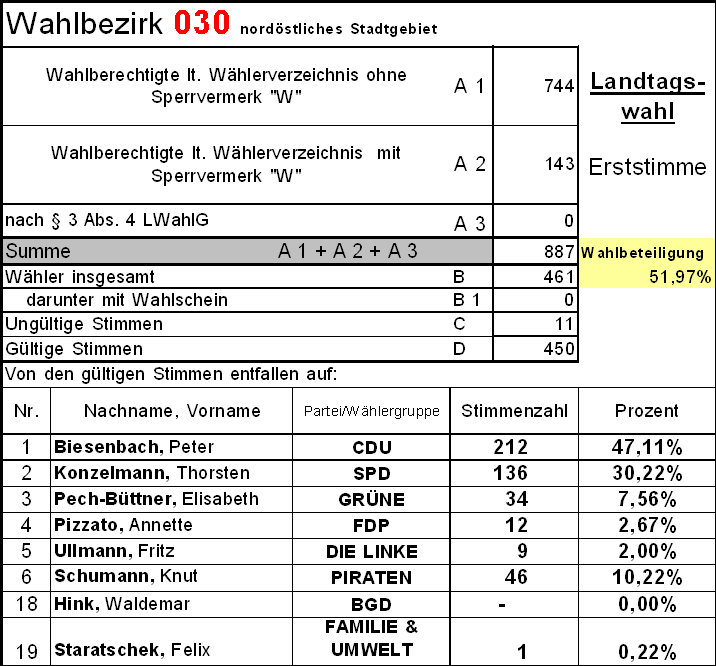 Wahlbezirk 030 nordöstliches Stadtgebiet
Wahlberechtigte lt. Wählerverzeichnis ohne
Sperrvermerk "W" A 1 744
Landtags-
wahl
Wahlberechtigte lt. Wählerverzeichnis mit
Sperrvermerk "W" A 2 143
Erststimme
nach § 3 Abs. 4 LWahlG A 3 0
Summe A 1 + A 2 + A 3 887 Wahlbeteiligung
Wähler insgesamt B 461 51,97%
darunter mit Wahlschein B 1 0
Ungültige Stimmen C 11
Gültige Stimmen D 450
Von den gültigen Stimmen entfallen auf:
Nr. Nachname, Vorname Partei/Wählergruppe Stimmenzahl Prozent
1 Biesenbach, Peter CDU 212 47,11%
2 Konzelmann, Thorsten SPD 136 30,22%
3 Pech-Büttner, Elisabeth GRÜNE 34 7,56%
4 Pizzato, Annette FDP 12 2,67%
5 Ullmann, Fritz DIE LINKE 9 2,00%
6 Schumann, Knut PIRATEN 46 10,22%
18 Hink, Waldemar BGD - 0,00%
FAMILIE &
19 Staratschek, Felix UMWELT 1 0,22%